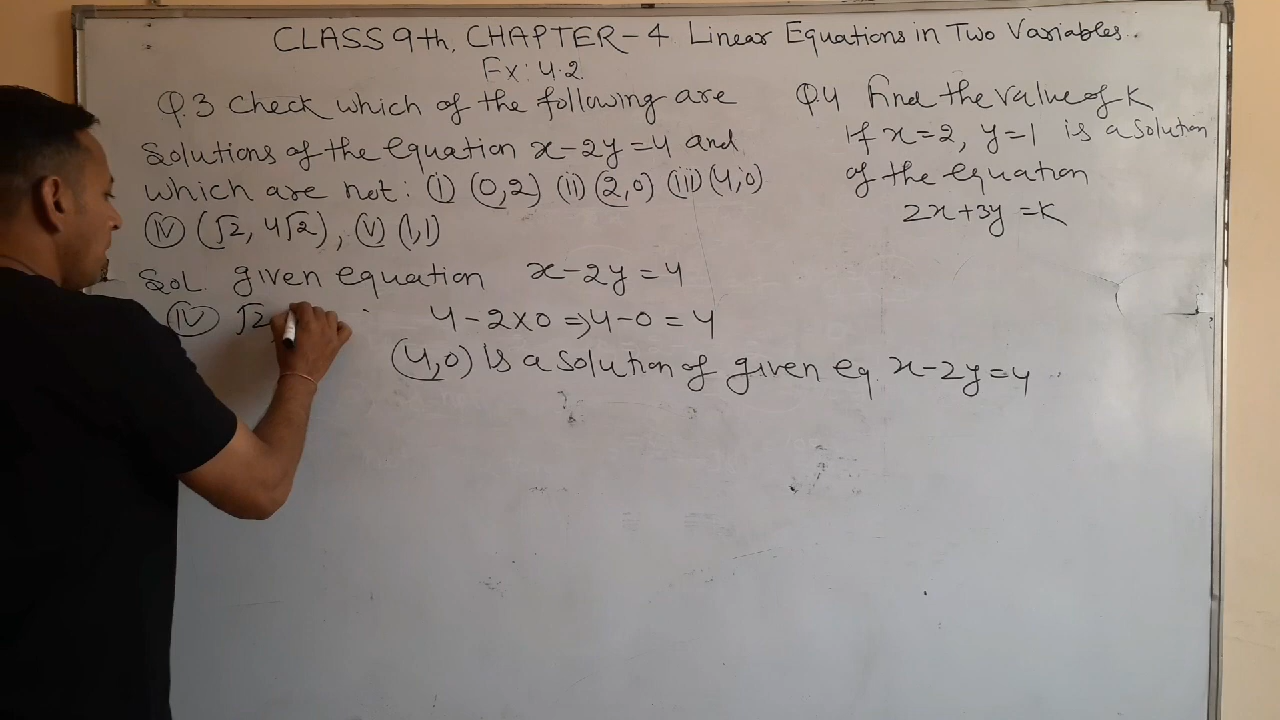 CLASS 9th, CHAPTER-4 Linear Equations in Two Variables.
Ex: 4.2.
Q.3 Check which of the following are
Solutions of the equation x-2y=4 and
which are not: (i) (0,2) (ii) (2,0) (iii) (4,0)
(iv) (√2, 4√2), (v) (1,1)
Sol. given equation x-2y=4
(iv) √2 4-2×0⇒4-0=4
(4,0) is a solution of given eq. x-2y=4
Q.4 Find the value of K
if x=2, y=1 is a solution
of the equation
2x+3y=K